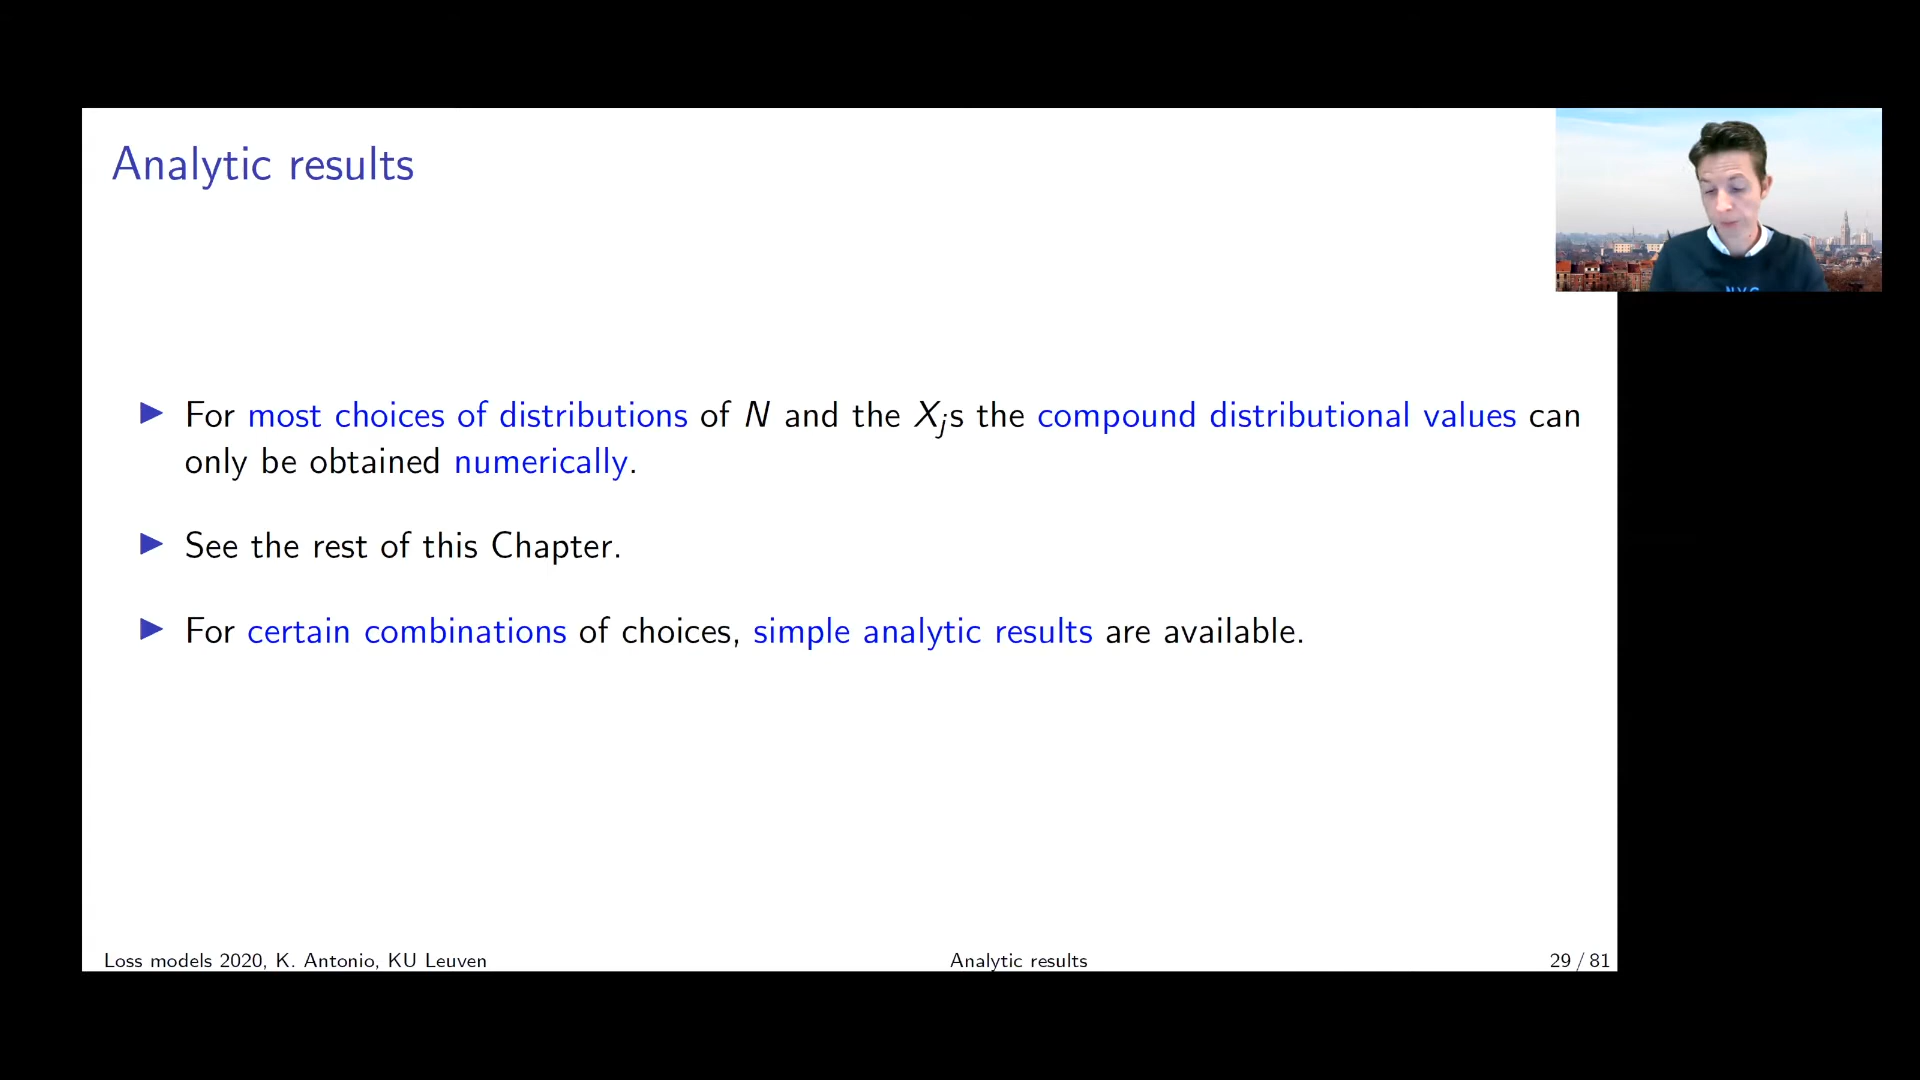 Analytic results
▶ For most choices of distributions of N and the X_js the compound distributional values can
only be obtained numerically.
▶ See the rest of this Chapter.
▶ For certain combinations of choices, simple analytic results are available.
Loss models 2020, K. Antonio, KU Leuven Analytic results 29 / 81